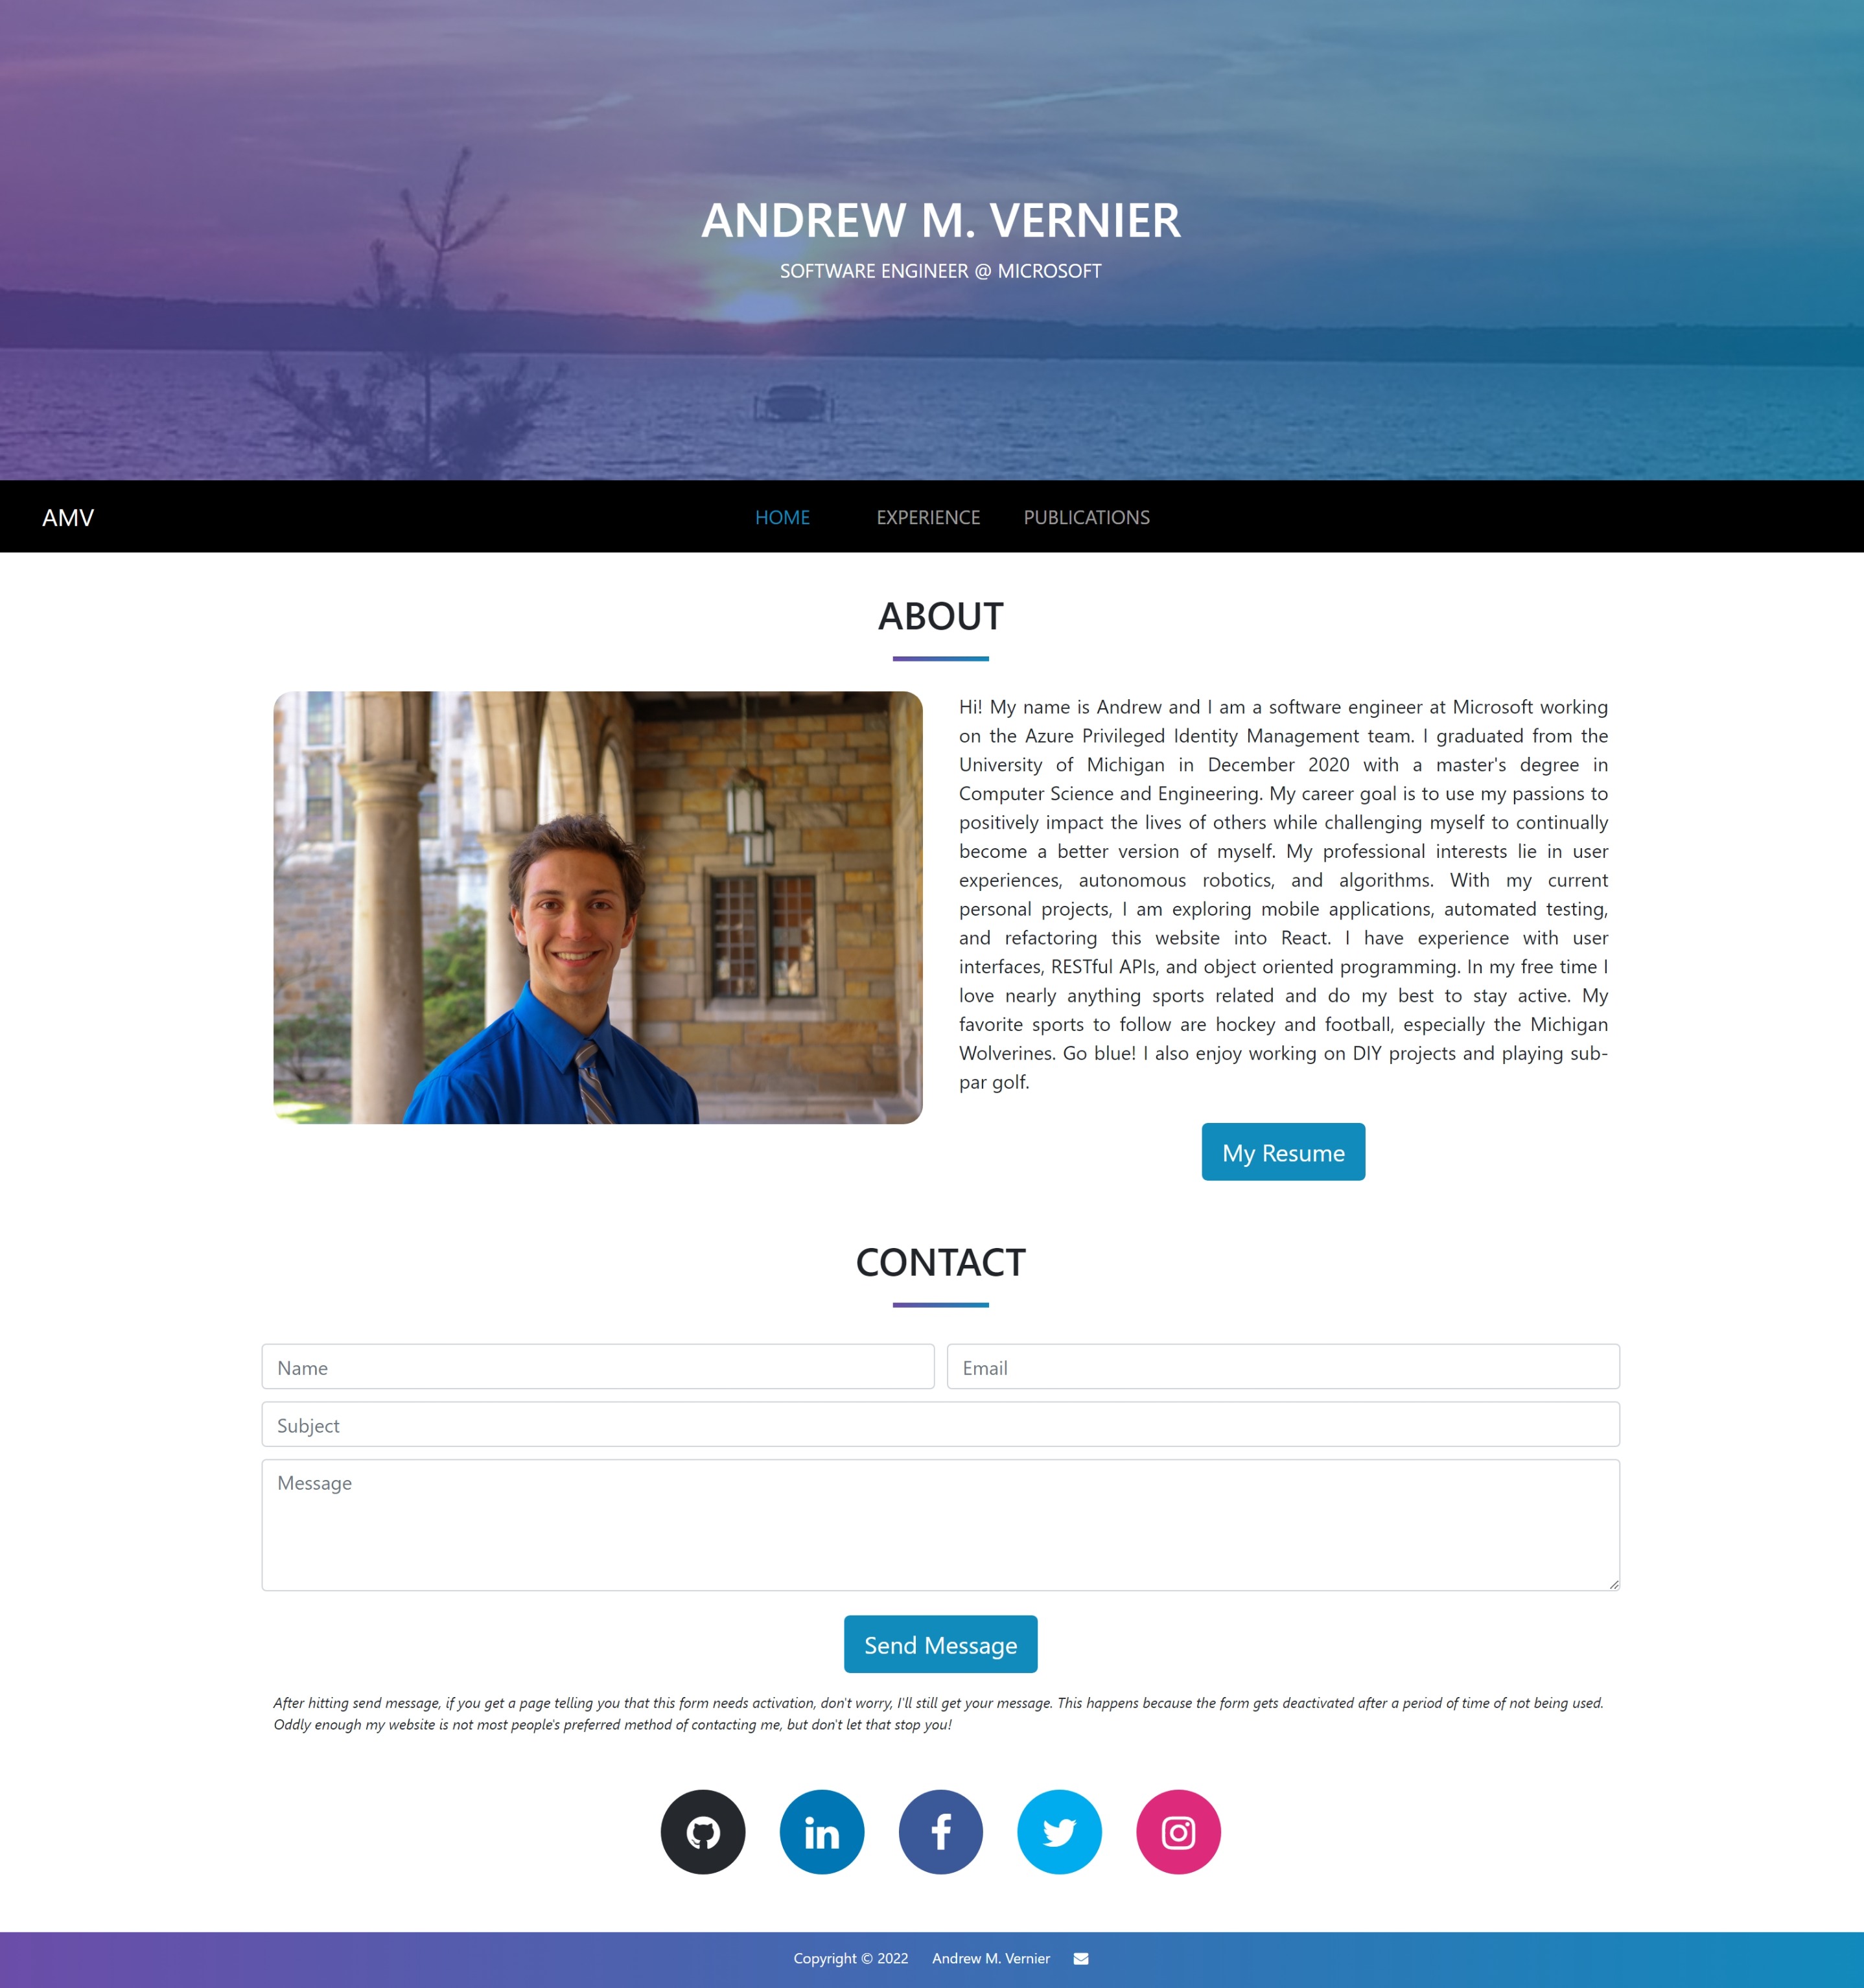 ANDREW M. VERNIER
SOFTWARE ENGINEER @ MICROSOFT
AMV
HOME
EXPERIENCE
PUBLICATIONS
ABOUT
Hi! My name is Andrew and I am a software engineer at Microsoft working
on the Azure Privileged Identity Management team. I graduated from the
University of Michigan in December 2020 with a master's degree in
Computer Science and Engineering. My career goal is to use my passions to
positively impact the lives of others while challenging myself to continually
become a better version of myself. My professional interests lie in user
experiences, autonomous robotics, and algorithms. With my current
personal projects, I am exploring mobile applications, automated testing,
and refactoring this website into React. I have experience with user
interfaces, RESTful APIs, and object oriented programming. In my free time I
love nearly anything sports related and do my best to stay active. My
favorite sports to follow are hockey and football, especially the Michigan
Wolverines. Go blue! I also enjoy working on DIY projects and playing sub-
par golf.
My Resume
CONTACT
Name
Email
Subject
Message
Send Message
After hitting send message, if you get a page telling you that this form needs activation, don't worry, I'll still get your message. This happens because the form gets deactivated after a period of time of not being used.
Oddly enough my website is not most people's preferred method of contacting me, but don't let that stop you!
Copyright © 2022 Andrew M. Vernier